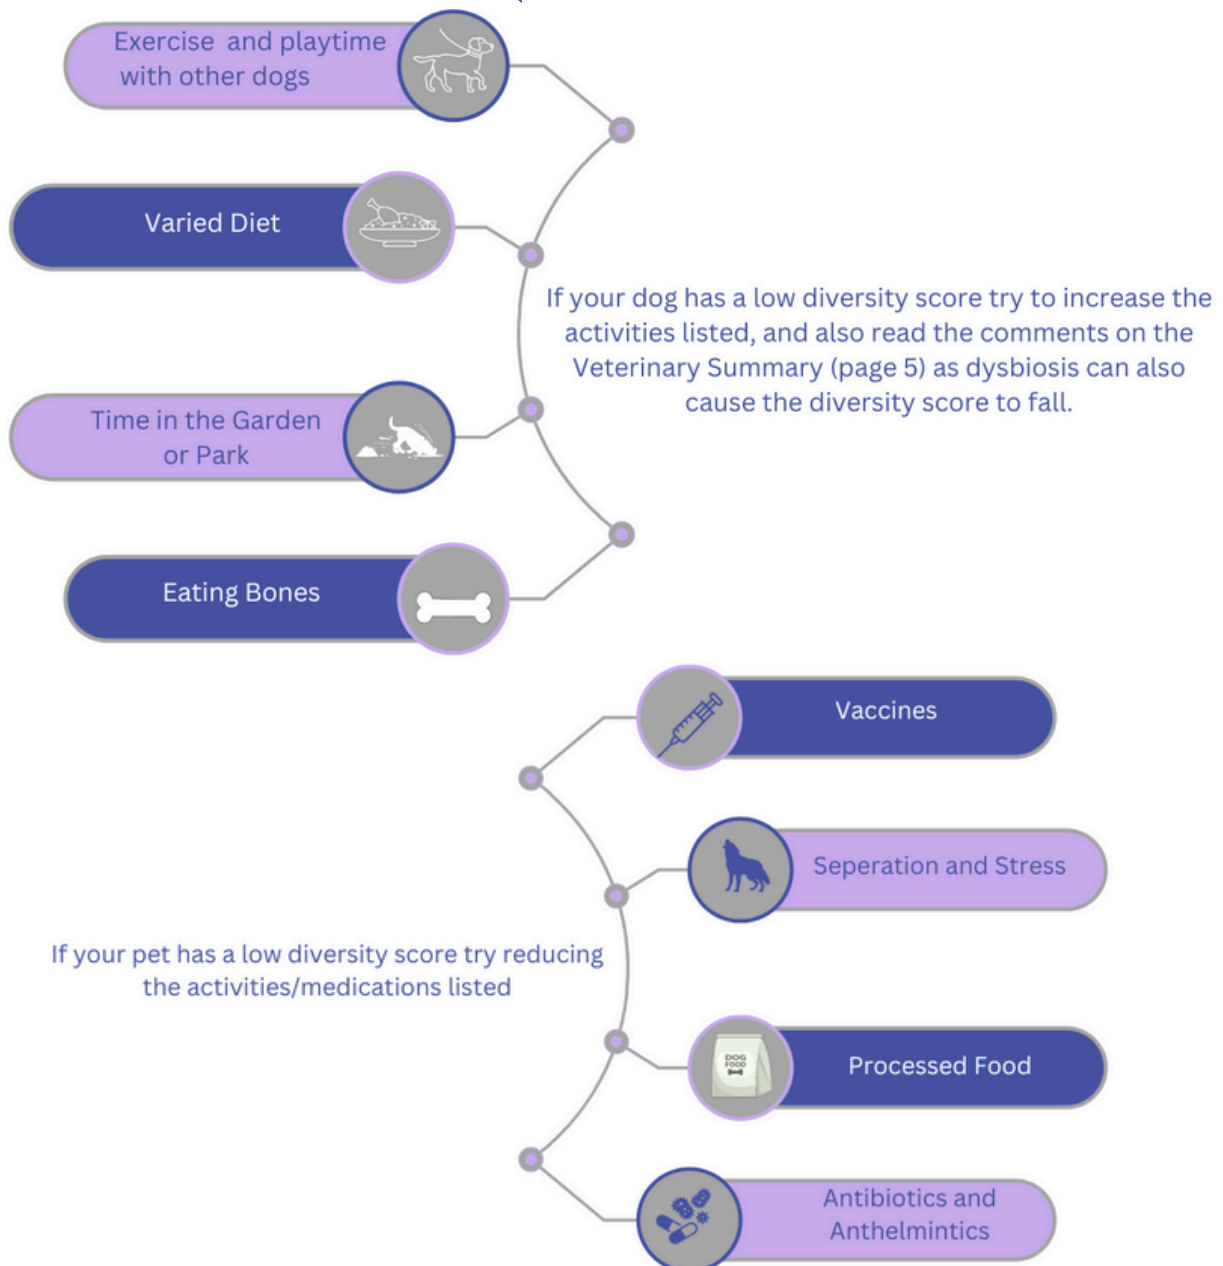 Exercise and playtime
with other dogs
Varied Diet
If your dog has a low diversity score try to increase the
activities listed, and also read the comments on the
Veterinary Summary (page 5) as dysbiosis can also
cause the diversity score to fall.
Time in the Garden
or Park
Eating Bones
Vaccines
Seperation and Stress
If your pet has a low diversity score try reducing
the activities/medications listed
DOG
FOOD
Processed Food
Antibiotics and
Anthelmintics